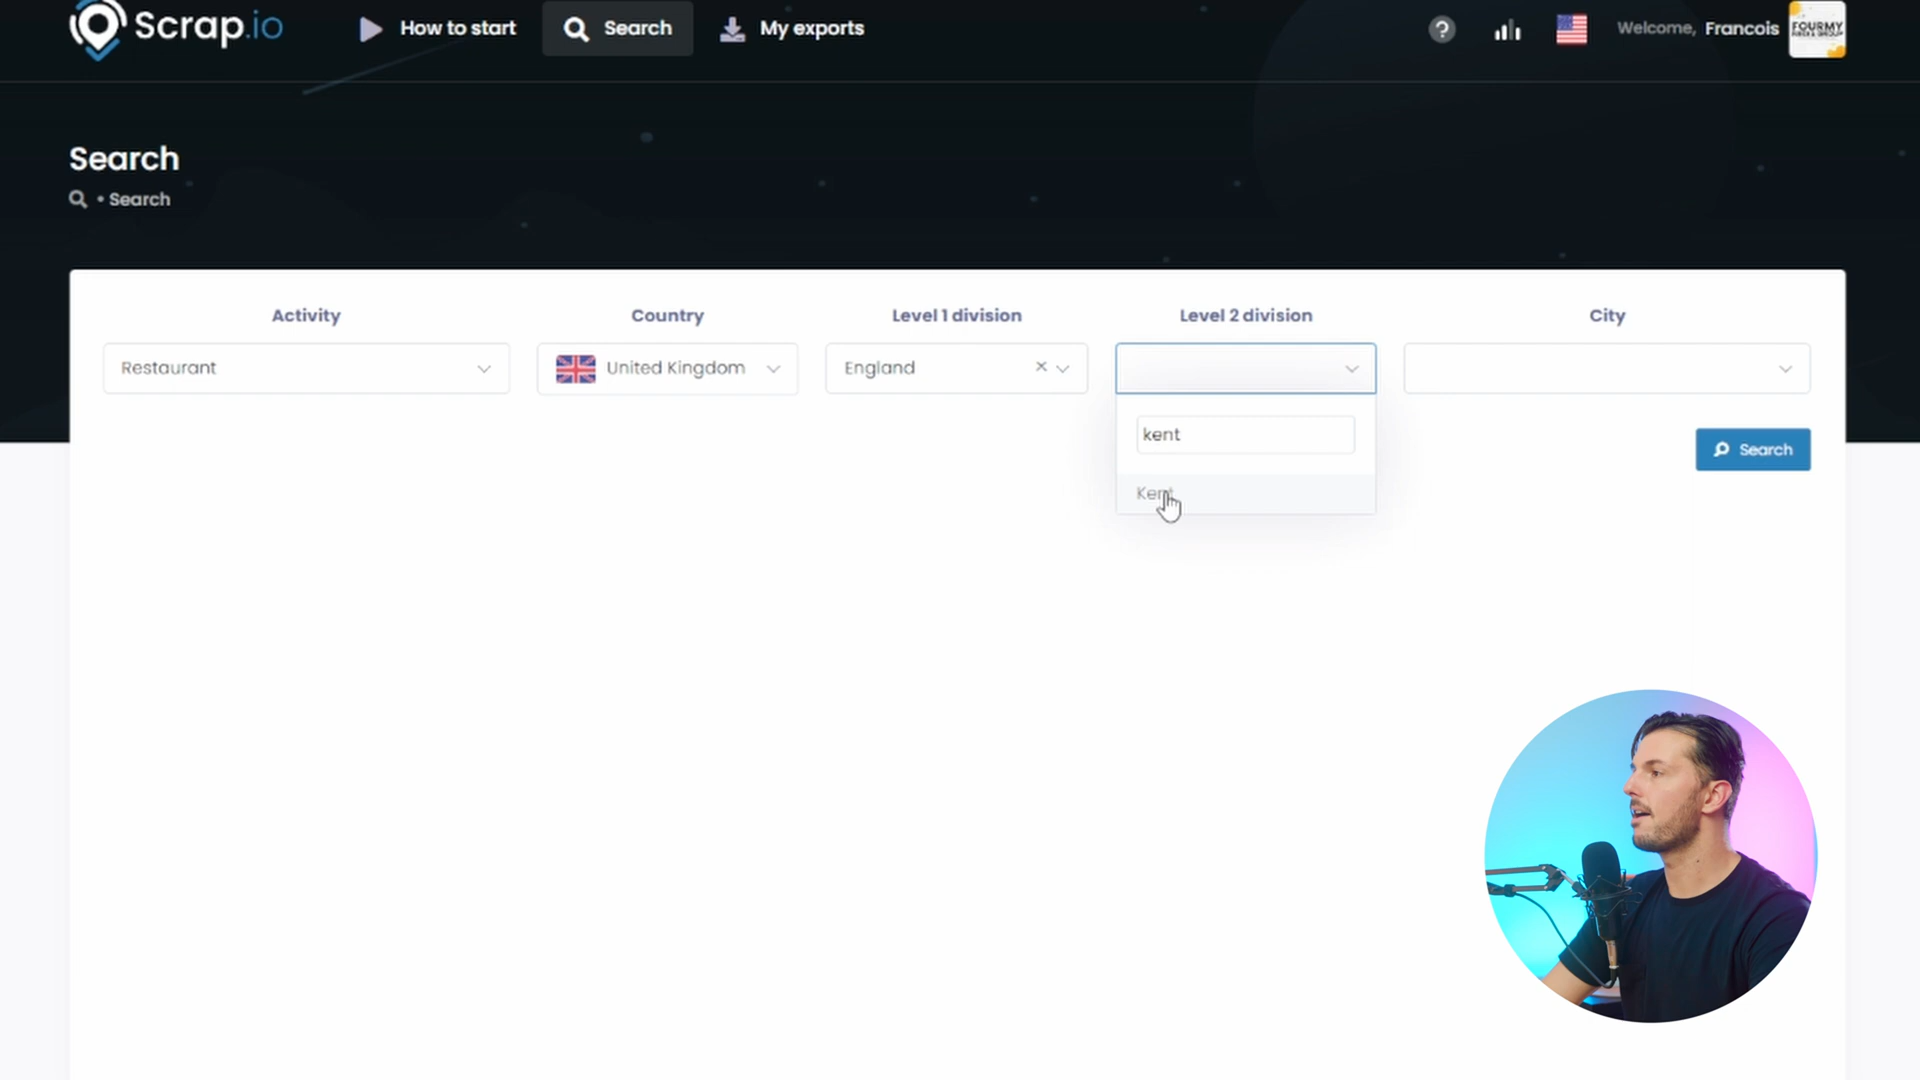 Scrap.io
How to start
Search
My exports
?
Welcome, Francois
FOURMY
Search
• Search
Activity
Country
Level 1 division
Level 2 division
City
Restaurant
United Kingdom
England
×
kent
Search
Kent